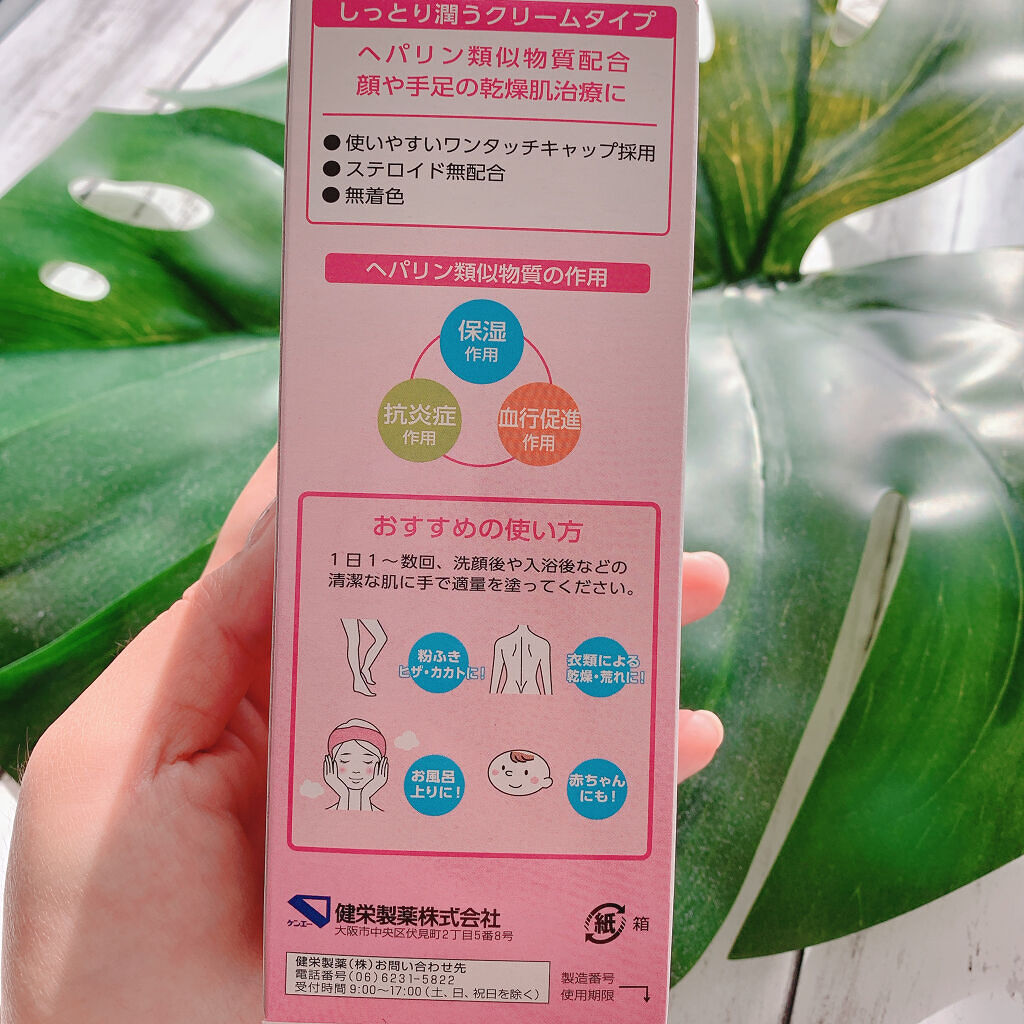 しっとり潤うクリームタイプ
ヘパリン類似物質配合
顔や手足の乾燥肌治療に
●使いやすいワンタッチキャップ採用
●ステロイド無配合
●無着色
ヘパリン類似物質の作用
保湿
作用
抗炎症
作用
血行促進
作用
おすすめの使い方
1日1〜数回、洗顔後や入浴後などの
清潔な肌に手で適量を塗ってください。
粉ふき
ヒザ・カカトに!
衣類による
乾燥・荒れに!
お風呂
上りに!
赤ちゃん
にも!
ケンエー
健栄製薬株式会社
大阪市中央区伏見町2丁目5番8号
紙 箱
健栄製薬(株)お問い合わせ先
電話番号(06)6231-5822
受付時間 9:00〜17:00(土、日、祝日を除く)
製造番号
使用期限